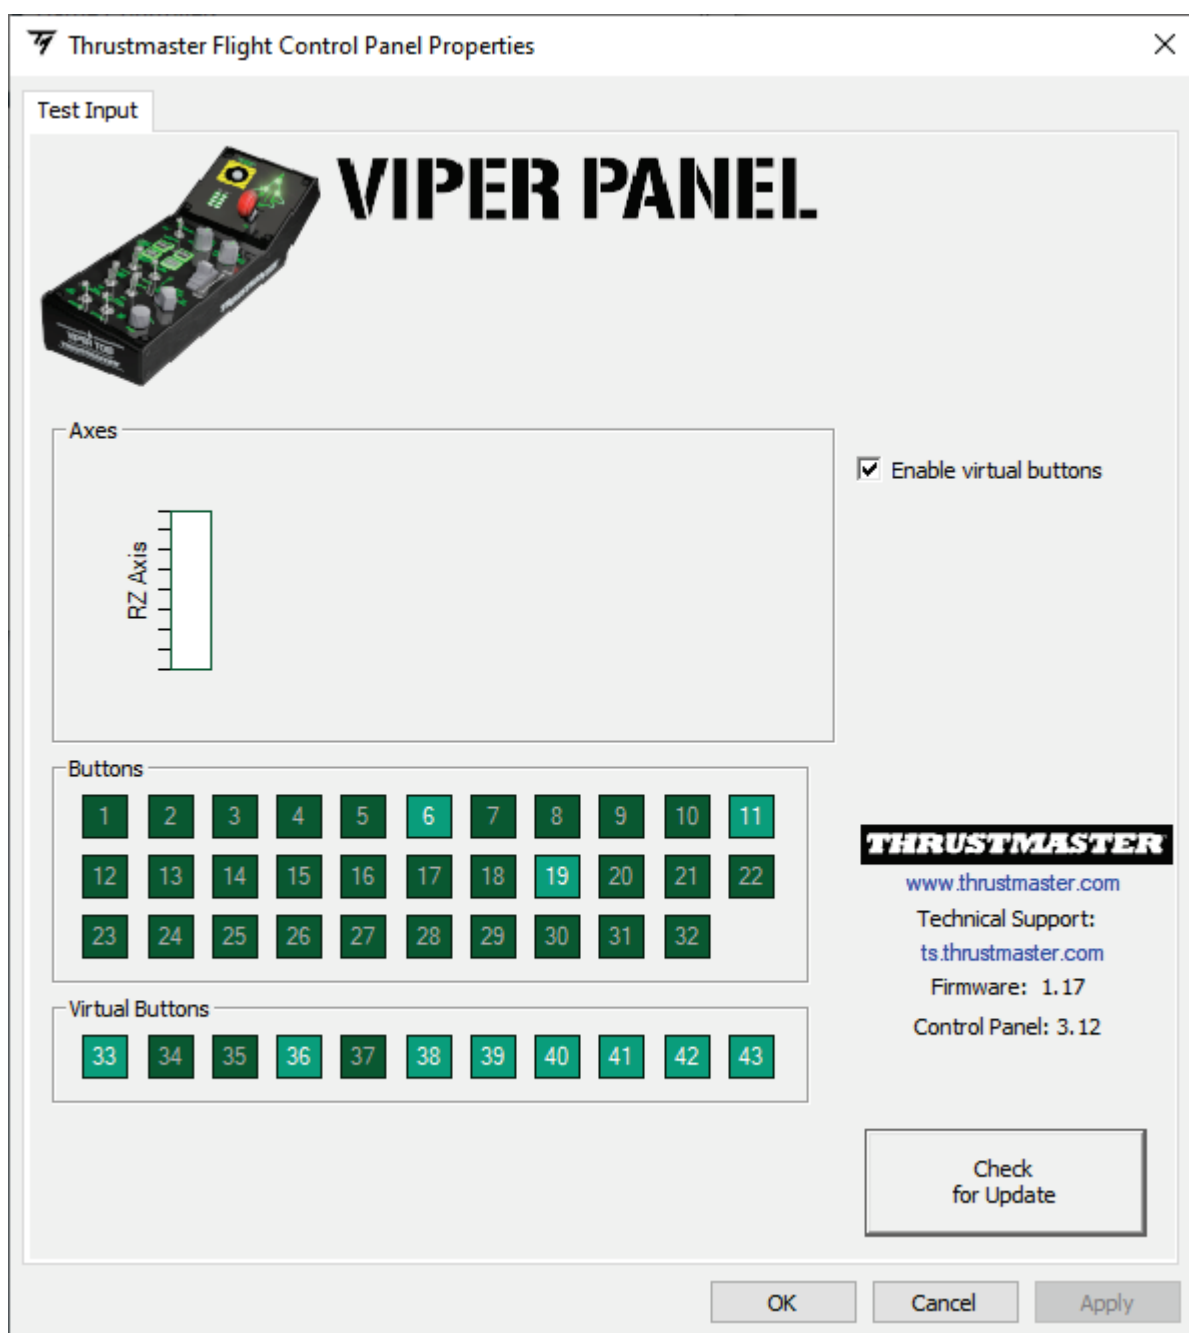 Thrustmaster Flight Control Panel Properties
Test Input
VIPER PANEL
VIPER TQS
THRUSTMASTER
Axes
Enable virtual buttons
RZ Axis
Buttons
1 2 3 4 5 6 7 8 9 10 11
12 13 14 15 16 17 18 19 20 21 22
23 24 25 26 27 28 29 30 31 32
THRUSTMASTER
www.thrustmaster.com
Technical Support:
ts.thrustmaster.com
Firmware: 1.17
Control Panel: 3.12
Virtual Buttons
33 34 35 36 37 38 39 40 41 42 43
Check
for Update
OK Cancel Apply